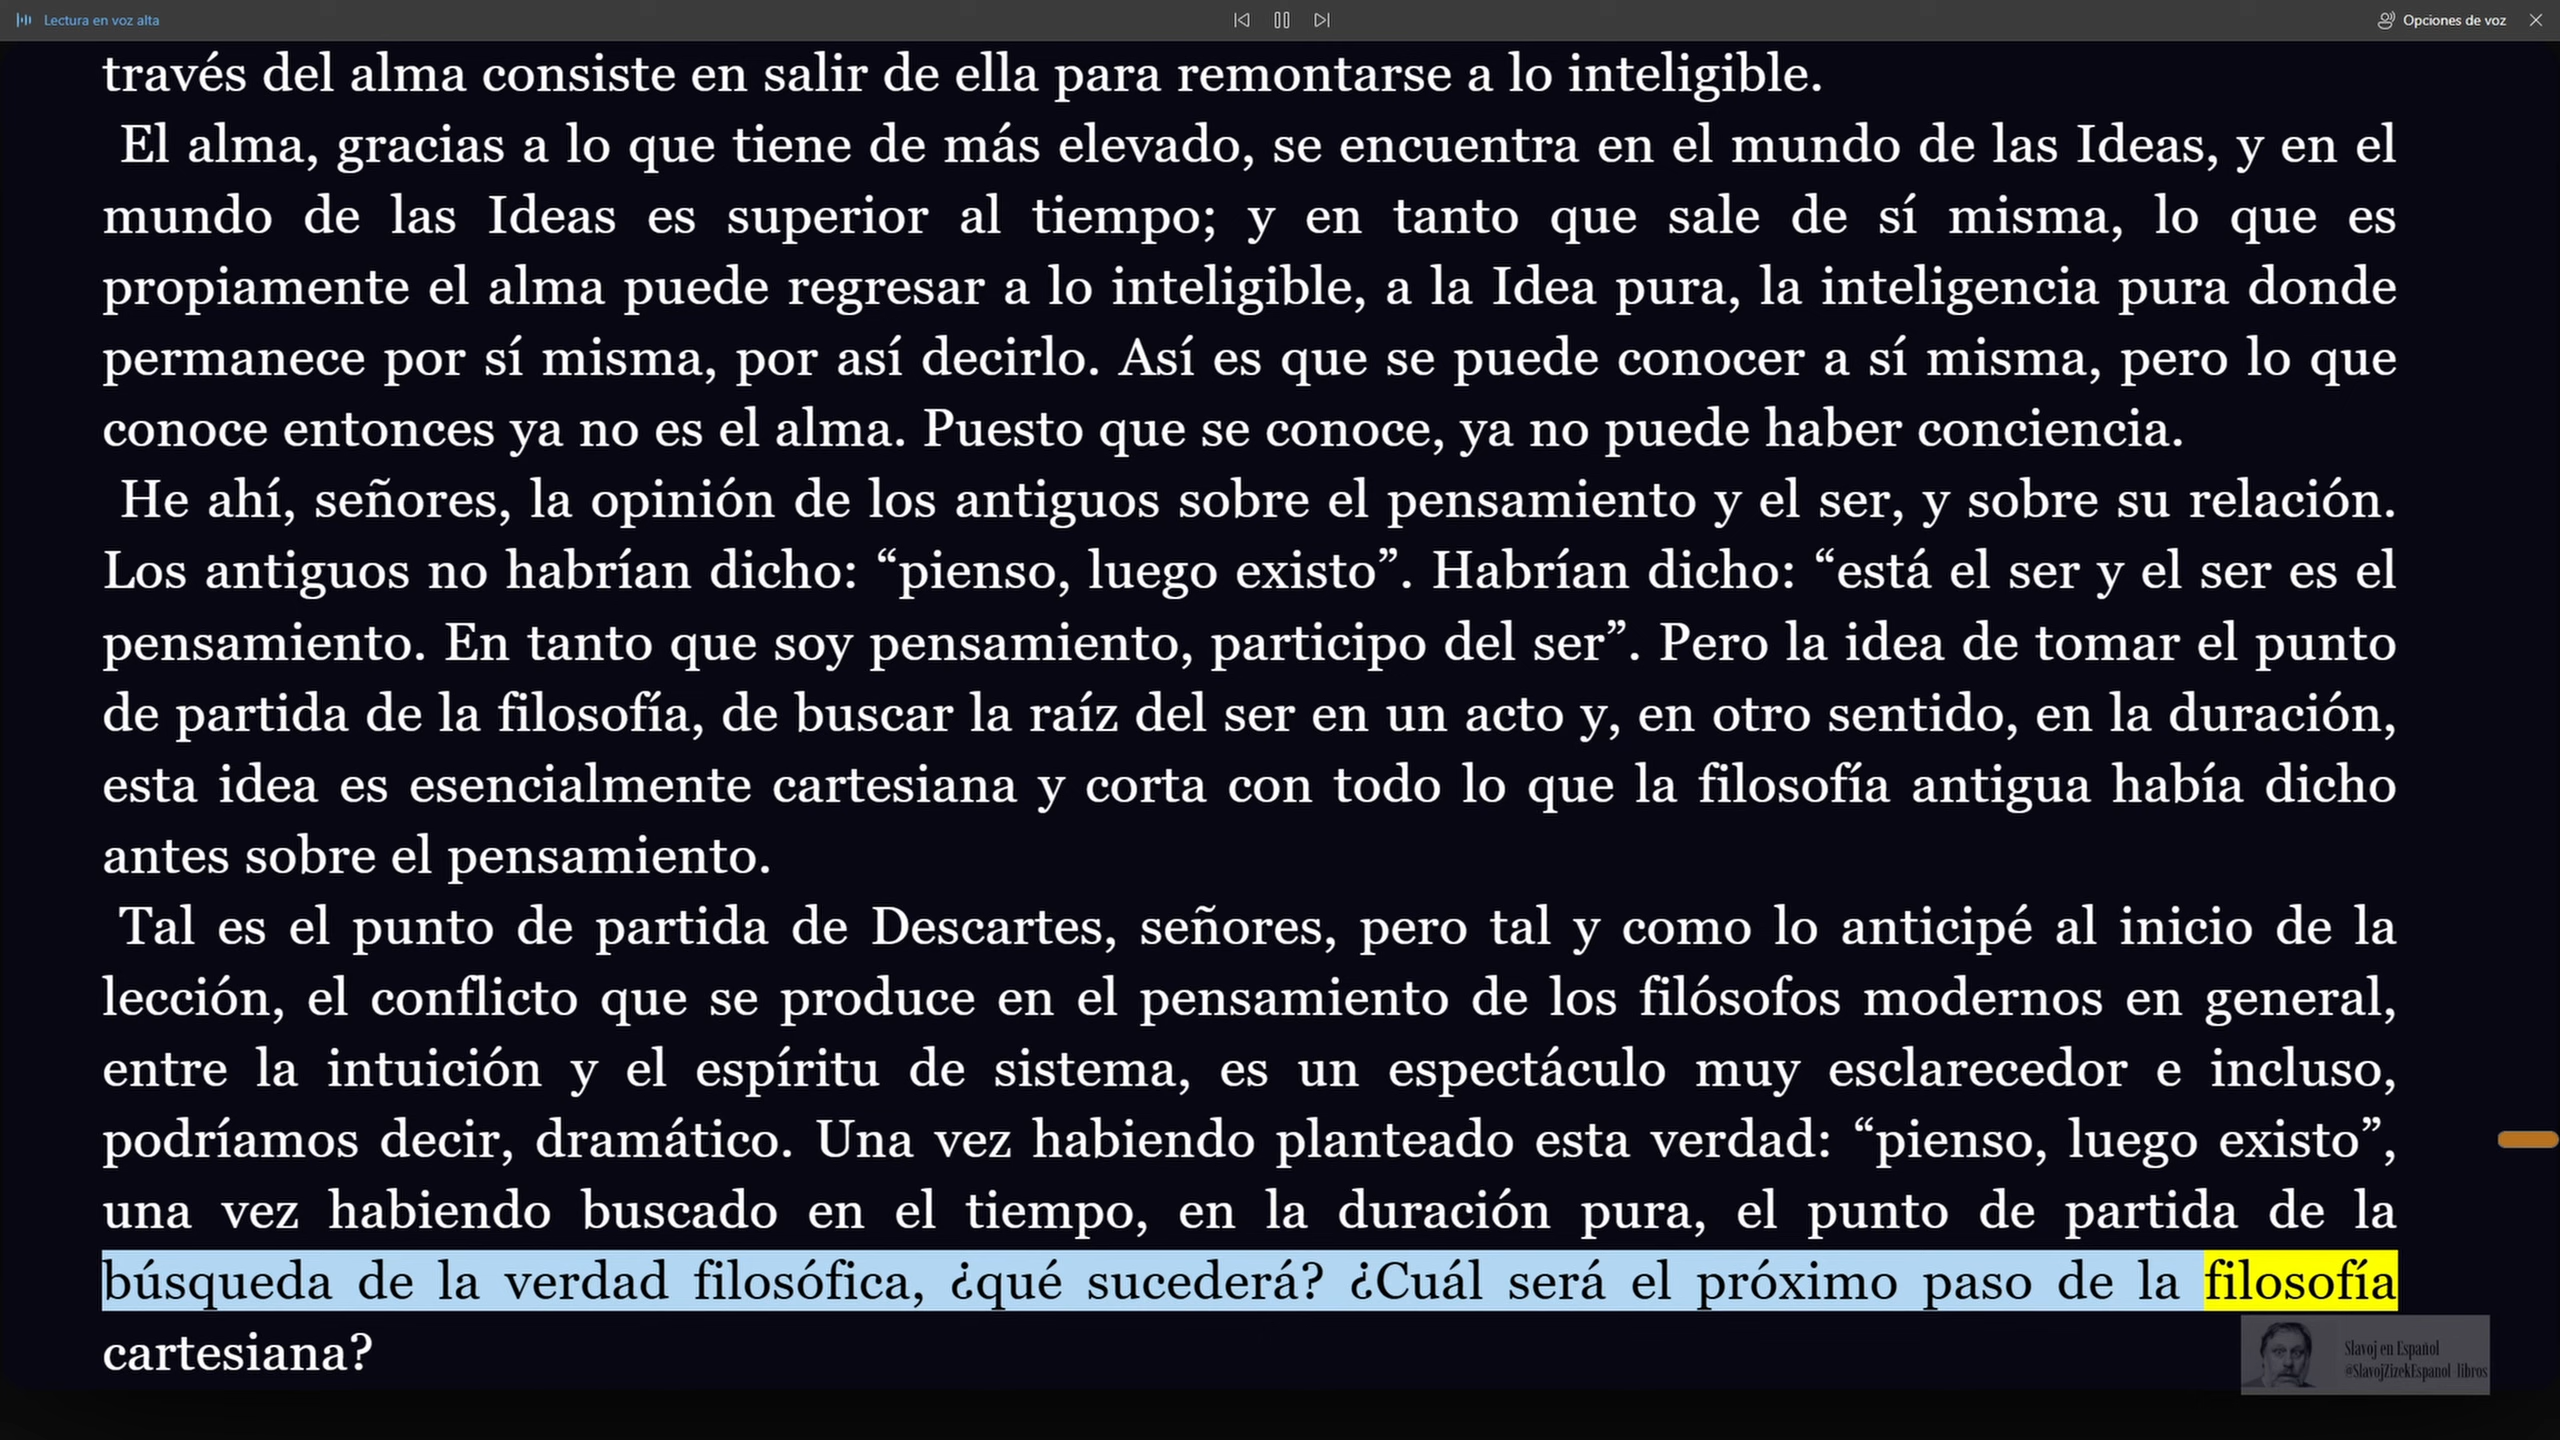 Lectura en voz alta
Opciones de voz
través del alma consiste en salir de ella para remontarse a lo inteligible.
El alma, gracias a lo que tiene de más elevado, se encuentra en el mundo de las Ideas, y en el
mundo de las Ideas es superior al tiempo; y en tanto que sale de sí misma, lo que es
propiamente el alma puede regresar a lo inteligible, a la Idea pura, la inteligencia pura donde
permanece por sí misma, por así decirlo. Así es que se puede conocer a sí misma, pero lo que
conoce entonces ya no es el alma. Puesto que se conoce, ya no puede haber conciencia.
He ahí, señores, la opinión de los antiguos sobre el pensamiento y el ser, y sobre su relación.
Los antiguos no habrían dicho: “pienso, luego existo”. Habrían dicho: “está el ser y el ser es el
pensamiento. En tanto que soy pensamiento, participo del ser”. Pero la idea de tomar el punto
de partida de la filosofía, de buscar la raíz del ser en un acto y, en otro sentido, en la duración,
esta idea es esencialmente cartesiana y corta con todo lo que la filosofía antigua había dicho
antes sobre el pensamiento.
Tal es el punto de partida de Descartes, señores, pero tal y como lo anticipé al inicio de la
lección, el conflicto que se produce en el pensamiento de los filósofos modernos en general,
entre la intuición y el espíritu de sistema, es un espectáculo muy esclarecedor e incluso,
podríamos decir, dramático. Una vez habiendo planteado esta verdad: “pienso, luego existo”,
una vez habiendo buscado en el tiempo, en la duración pura, el punto de partida de la
búsqueda de la verdad filosófica, ¿qué sucederá? ¿Cuál será el próximo paso de la filosofía
cartesiana?
Slavoj en Español
@SlavojZizekEspanol libros